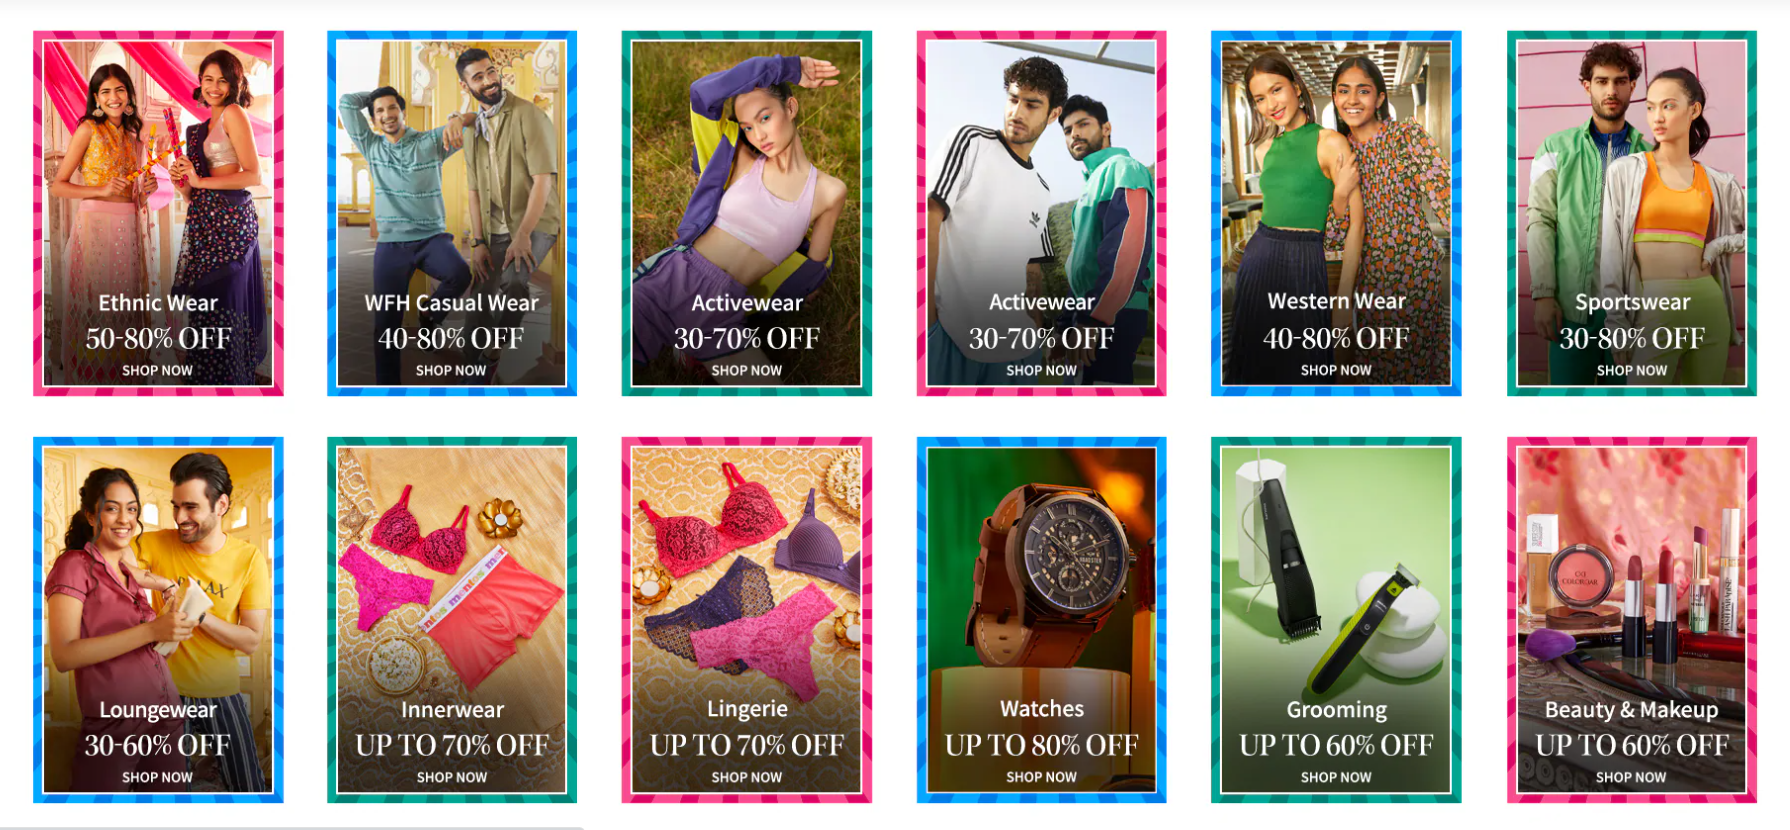 Ethnic Wear
50-80% OFF
SHOP NOW
WFH Casual Wear
40-80% OFF
SHOP NOW
Activewear
30-70% OFF
SHOP NOW
Activewear
30-70% OFF
SHOP NOW
Western Wear
40-80% OFF
SHOP NOW
Sportswear
30-80% OFF
SHOP NOW
Loungewear
30-60% OFF
SHOP NOW
Innerwear
UP TO 70% OFF
SHOP NOW
Lingerie
UP TO 70% OFF
SHOP NOW
Watches
UP TO 80% OFF
SHOP NOW
Grooming
UP TO 60% OFF
SHOP NOW
COLORBAR
Beauty & Makeup
UP TO 60% OFF
SHOP NOW